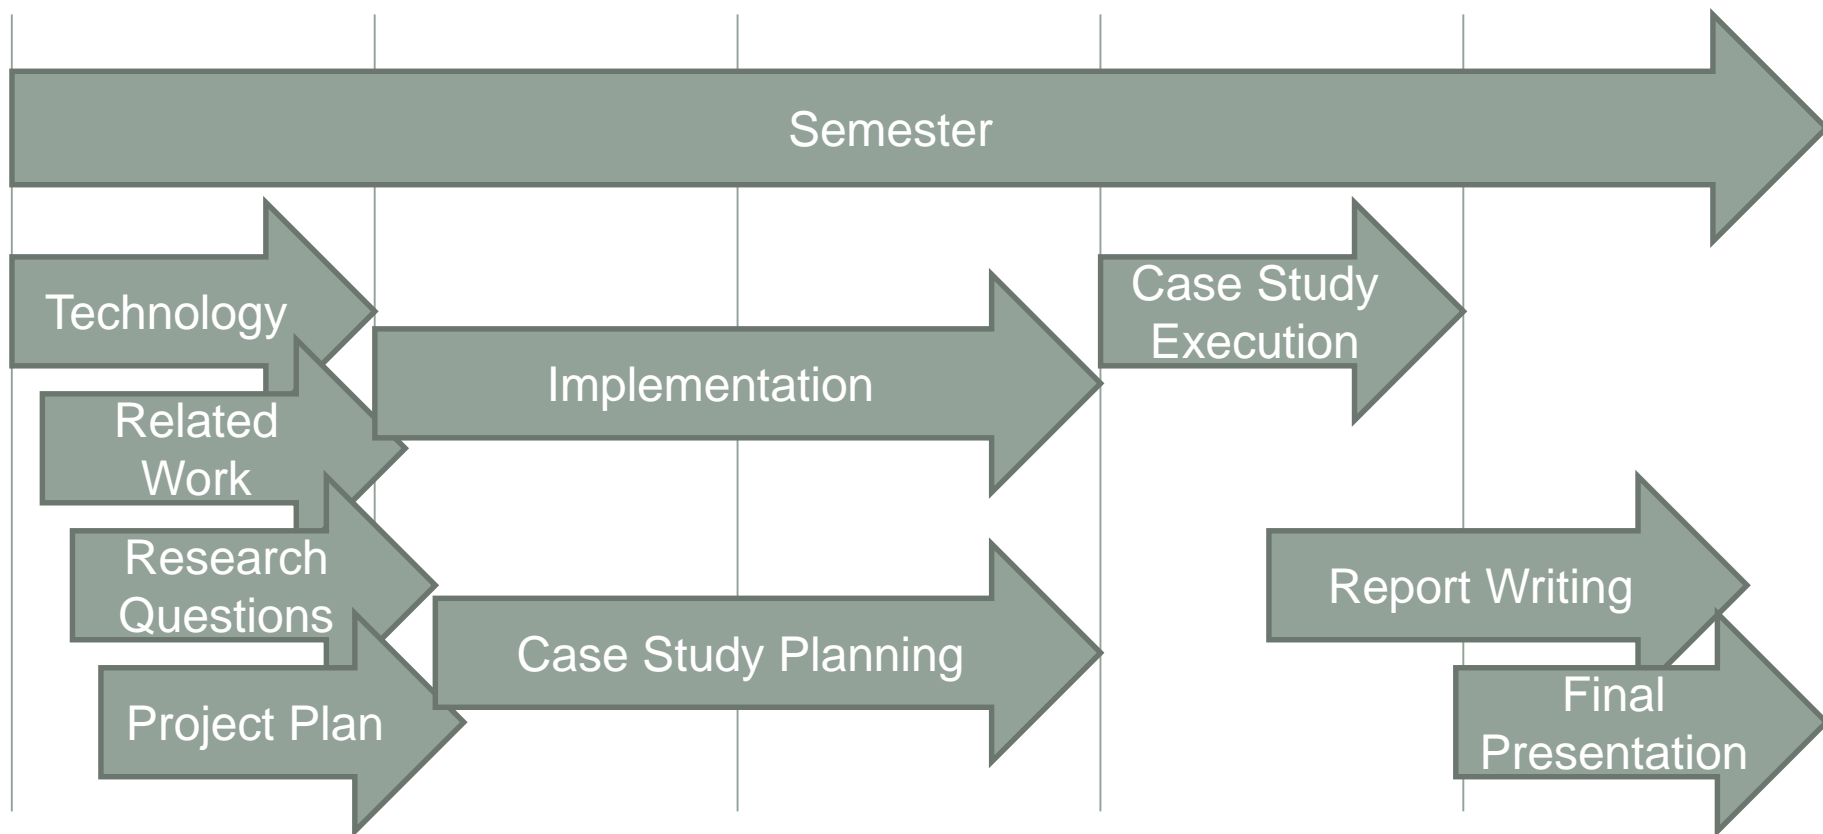 Semester
Technology
Related
Work
Research
Questions
Project Plan
Implementation
Case Study Planning
Case Study
Execution
Report Writing
Final
Presentation